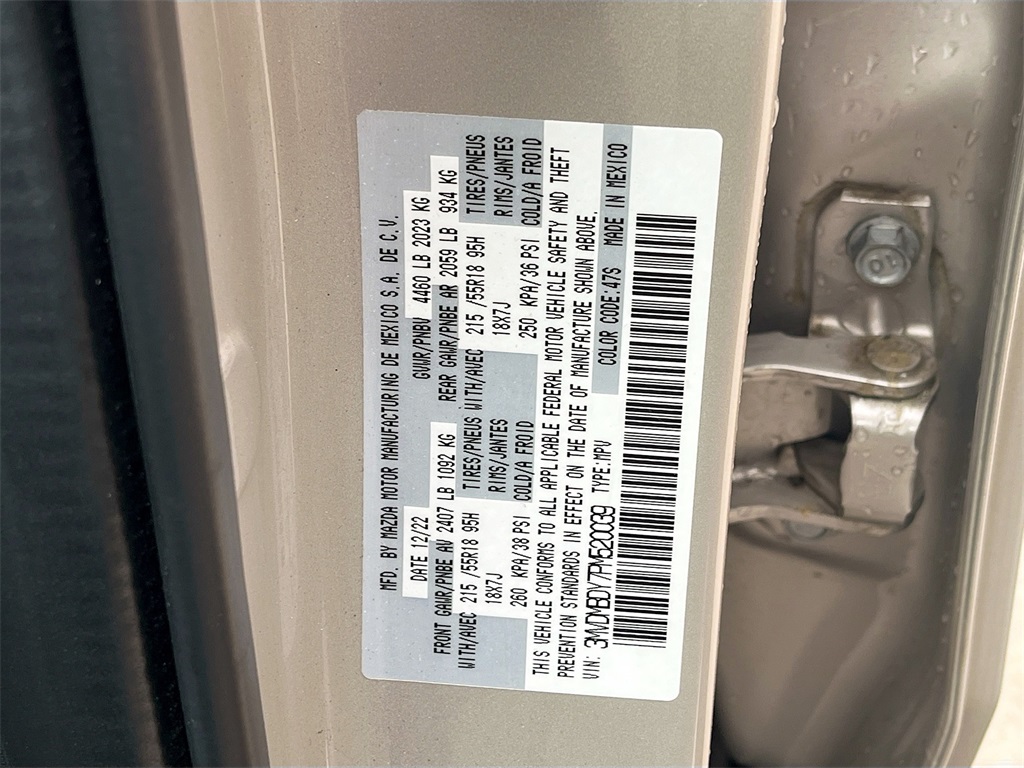 MFD. BY MAZDA MOTOR MANUFACTURING DE MEXICO S.A. DE C.V.
DATE 12/22 GVWR/PNBV 4460 LB 2023 KG
FRONT GAWR/PNBE AV 2407 LB 1092 KG REAR GAWR/PNBE AR 2059 LB 934 KG
WITH/AVEC 215/55R18 95H TIRES/PNEUS WITH/AVEC 215/55R18 95H TIRES/PNEUS
18X7J RIMS/JANTES 18X7J RIMS/JANTES
260 KPA/38 PSI COLD/A FROID 250 KPA/36 PSI COLD/A FROID
THIS VEHICLE CONFORMS TO ALL APPLICABLE FEDERAL MOTOR VEHICLE SAFETY AND THEFT
PREVENTION STANDARDS IN EFFECT ON THE DATE OF MANUFACTURE SHOWN ABOVE.
VIN: 3MVDMBDY7PM520039 TYPE:MPV COLOR CODE:47S MADE IN MEXICO